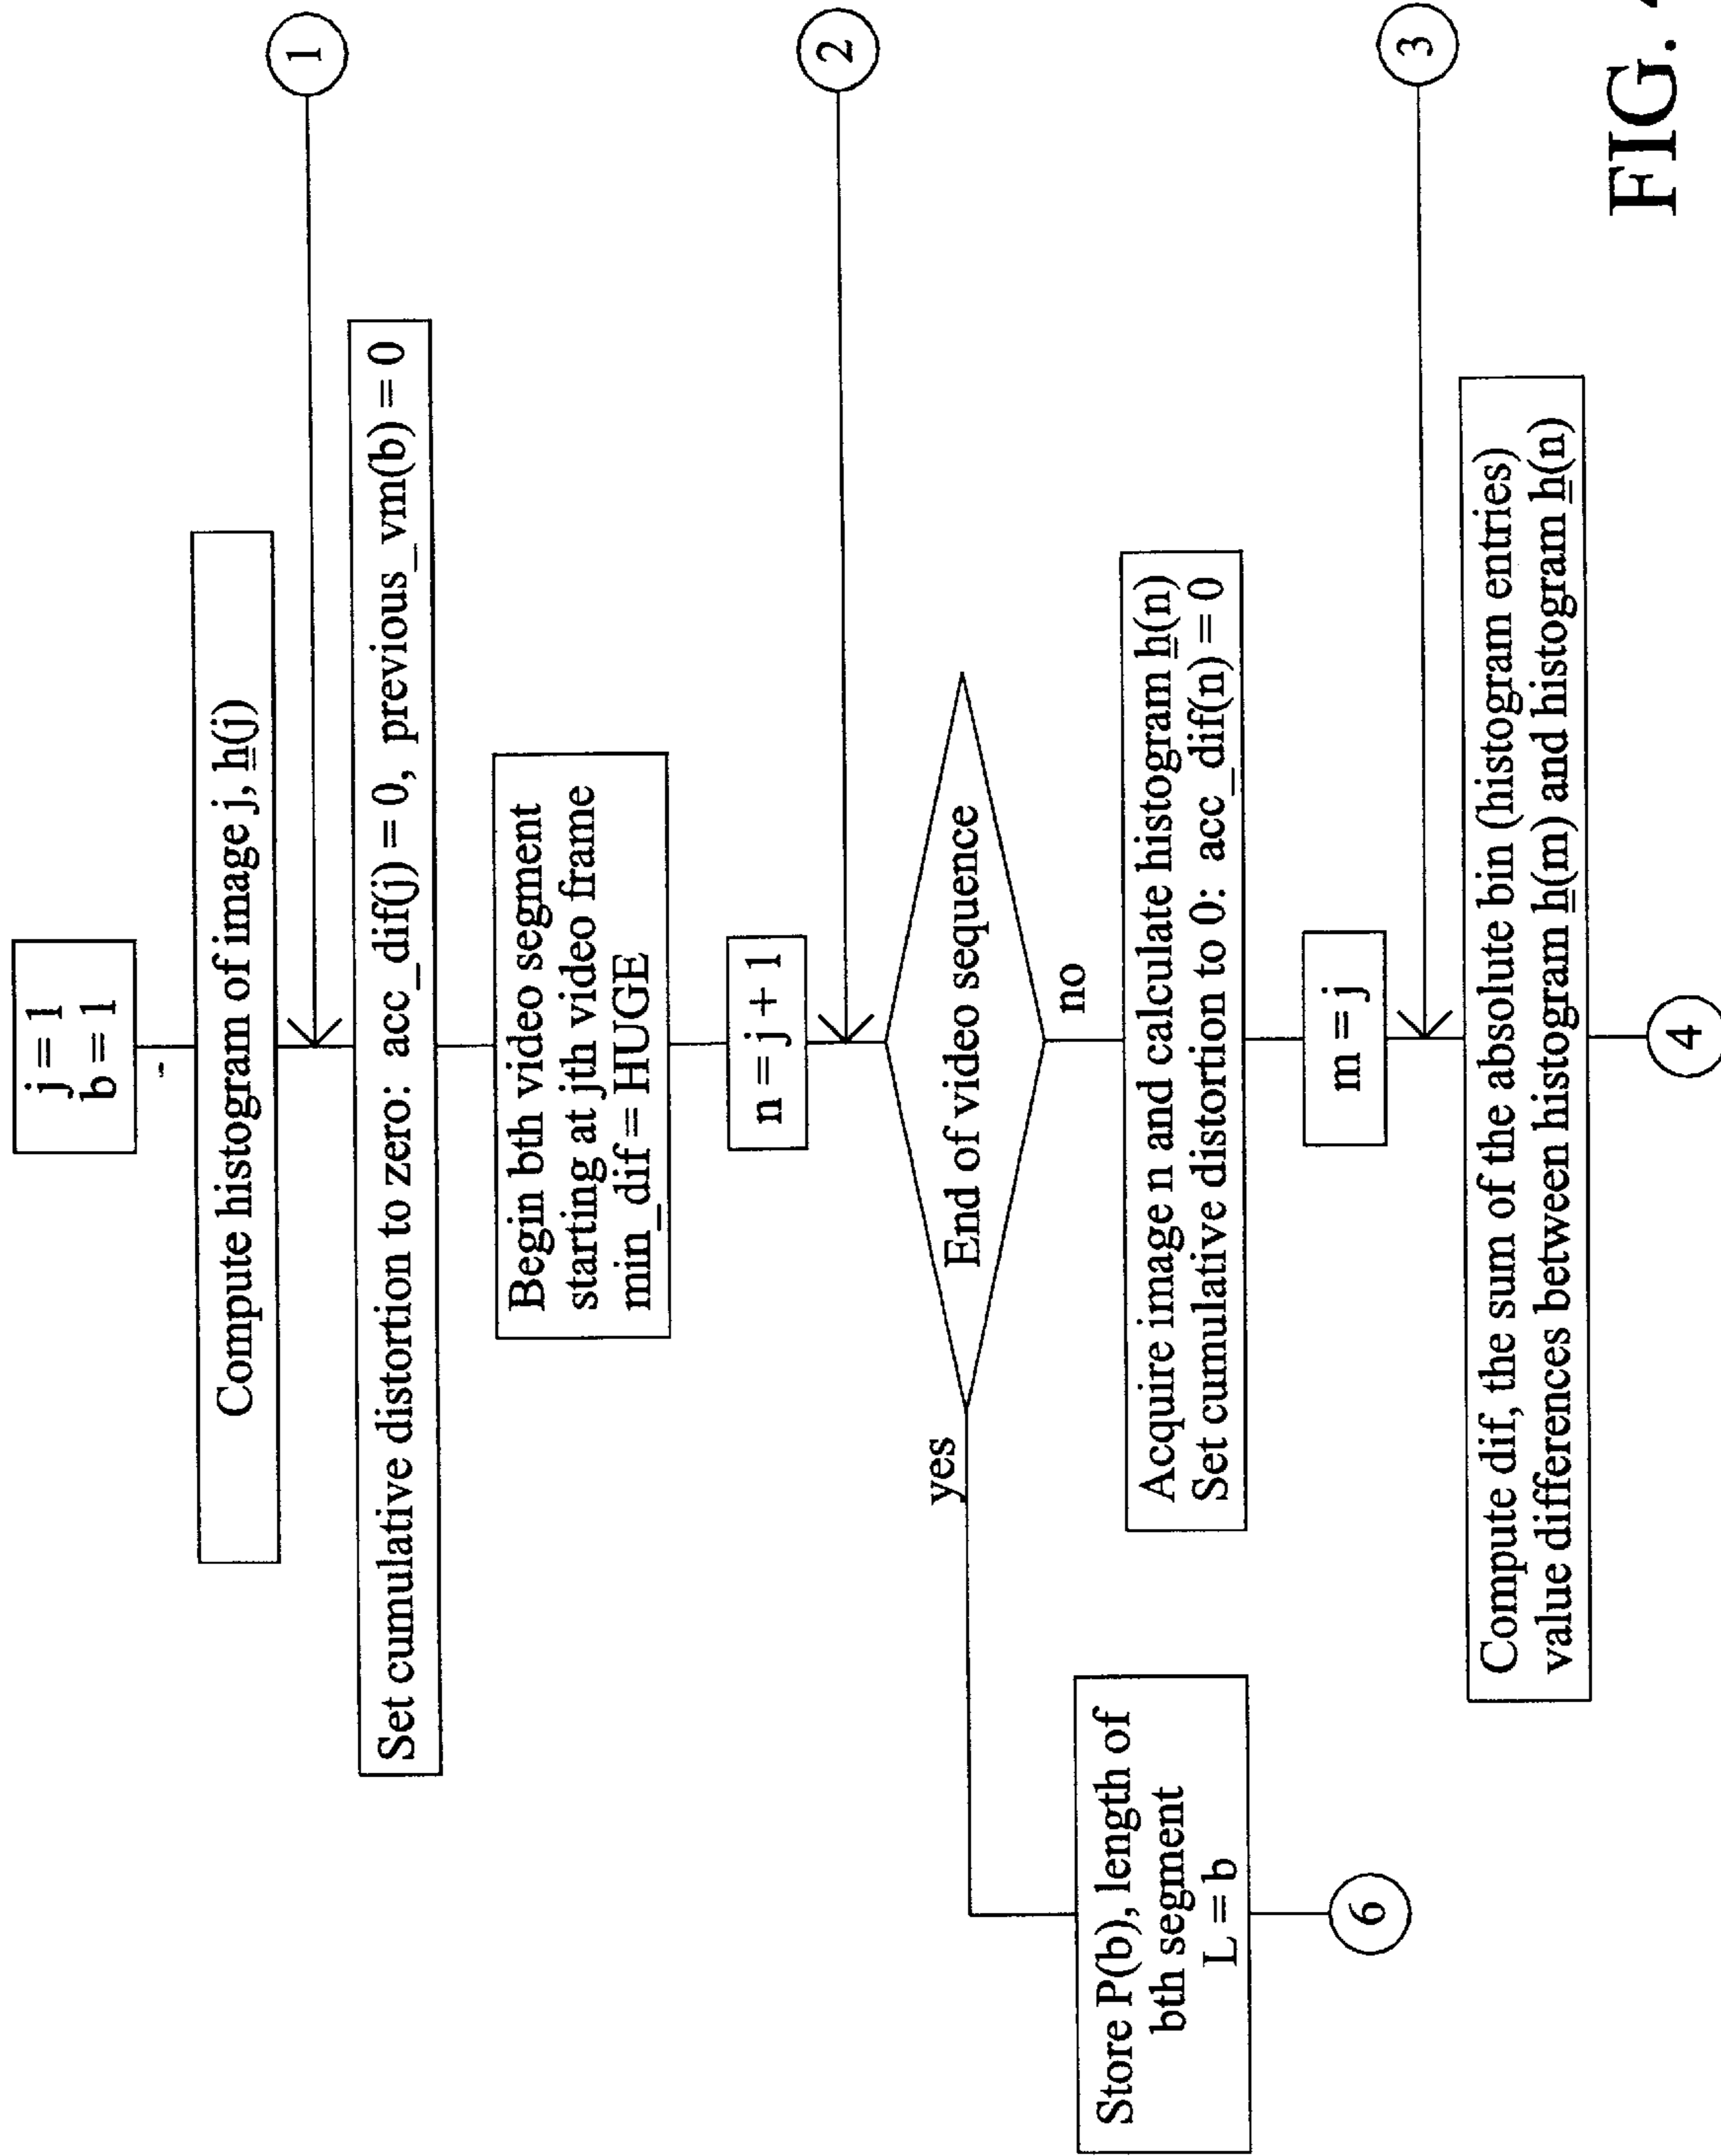 j = 1
b = 1
Compute histogram of image j, h(j)
1
Set cumulative distortion to zero: acc_dif(j) = 0, previous_vm(b) = 0
Begin bth video segment
starting at jth video frame
min_dif = HUGE
n = j + 1
2
End of video sequence
yes
no
Store P(b), length of
bth segment
L = b
6
Acquire image n and calculate histogram h(n)
Set cumulative distortion to 0: acc_dif(n) = 0
m = j
3
Compute dif, the sum of the absolute bin (histogram entries)
value differences between histogram h(m) and histogram h(n)
4
FIG.